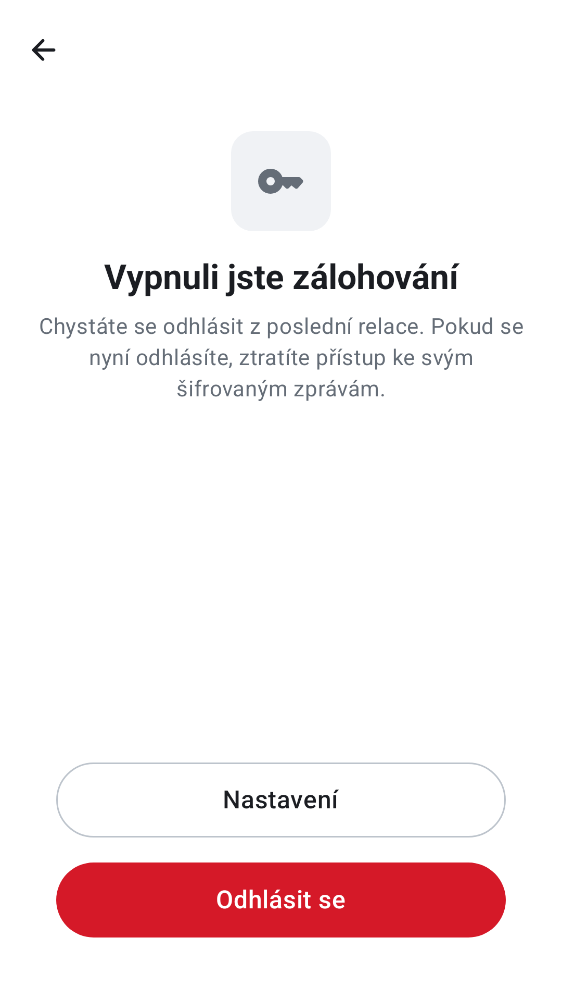 Vypnuli jste zálohování
Chystáte se odhlásit z poslední relace. Pokud se
nyní odhlásíte, ztratíte přístup ke svým
šifrovaným zprávám.
Nastavení
Odhlásit se